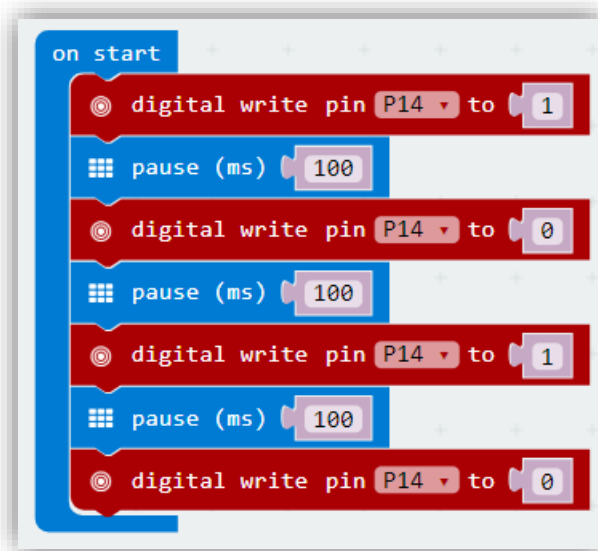 on start
digital write pin P14 to 1
pause (ms) 100
digital write pin P14 to 0
pause (ms) 100
digital write pin P14 to 1
pause (ms) 100
digital write pin P14 to 0